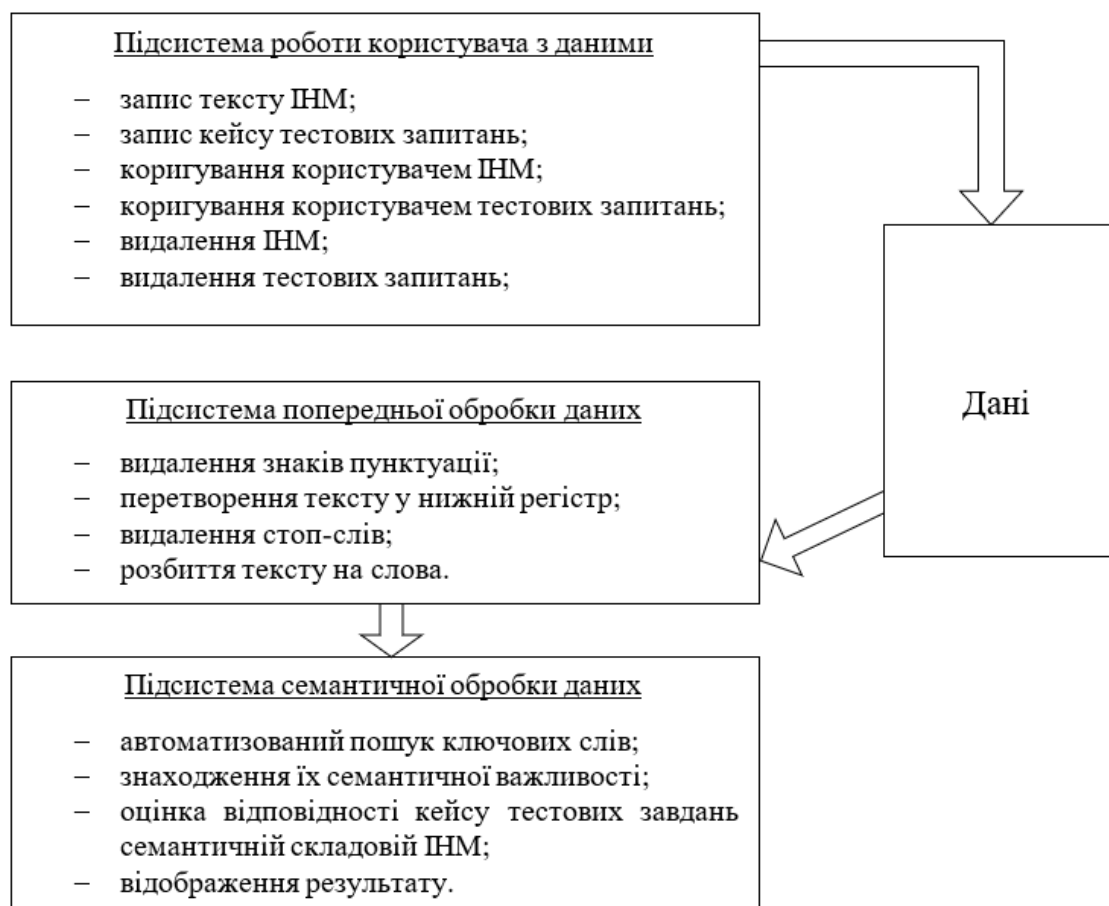 Підсистема роботи користувача з даними
– запис тексту ІНМ;
– запис кейсу тестових запитань;
– коригування користувачем ІНМ;
– коригування користувачем тестових запитань;
– видалення ІНМ;
– видалення тестових запитань;
Дані
Підсистема попередньої обробки даних
– видалення знаків пунктуації;
– перетворення тексту у нижній регістр;
– видалення стоп-слів;
– розбиття тексту на слова.
Підсистема семантичної обробки даних
– автоматизований пошук ключових слів;
– знаходження їх семантичної важливості;
– оцінка відповідності кейсу тестових завдань
семантичній складовій ІНМ;
– відображення результату.